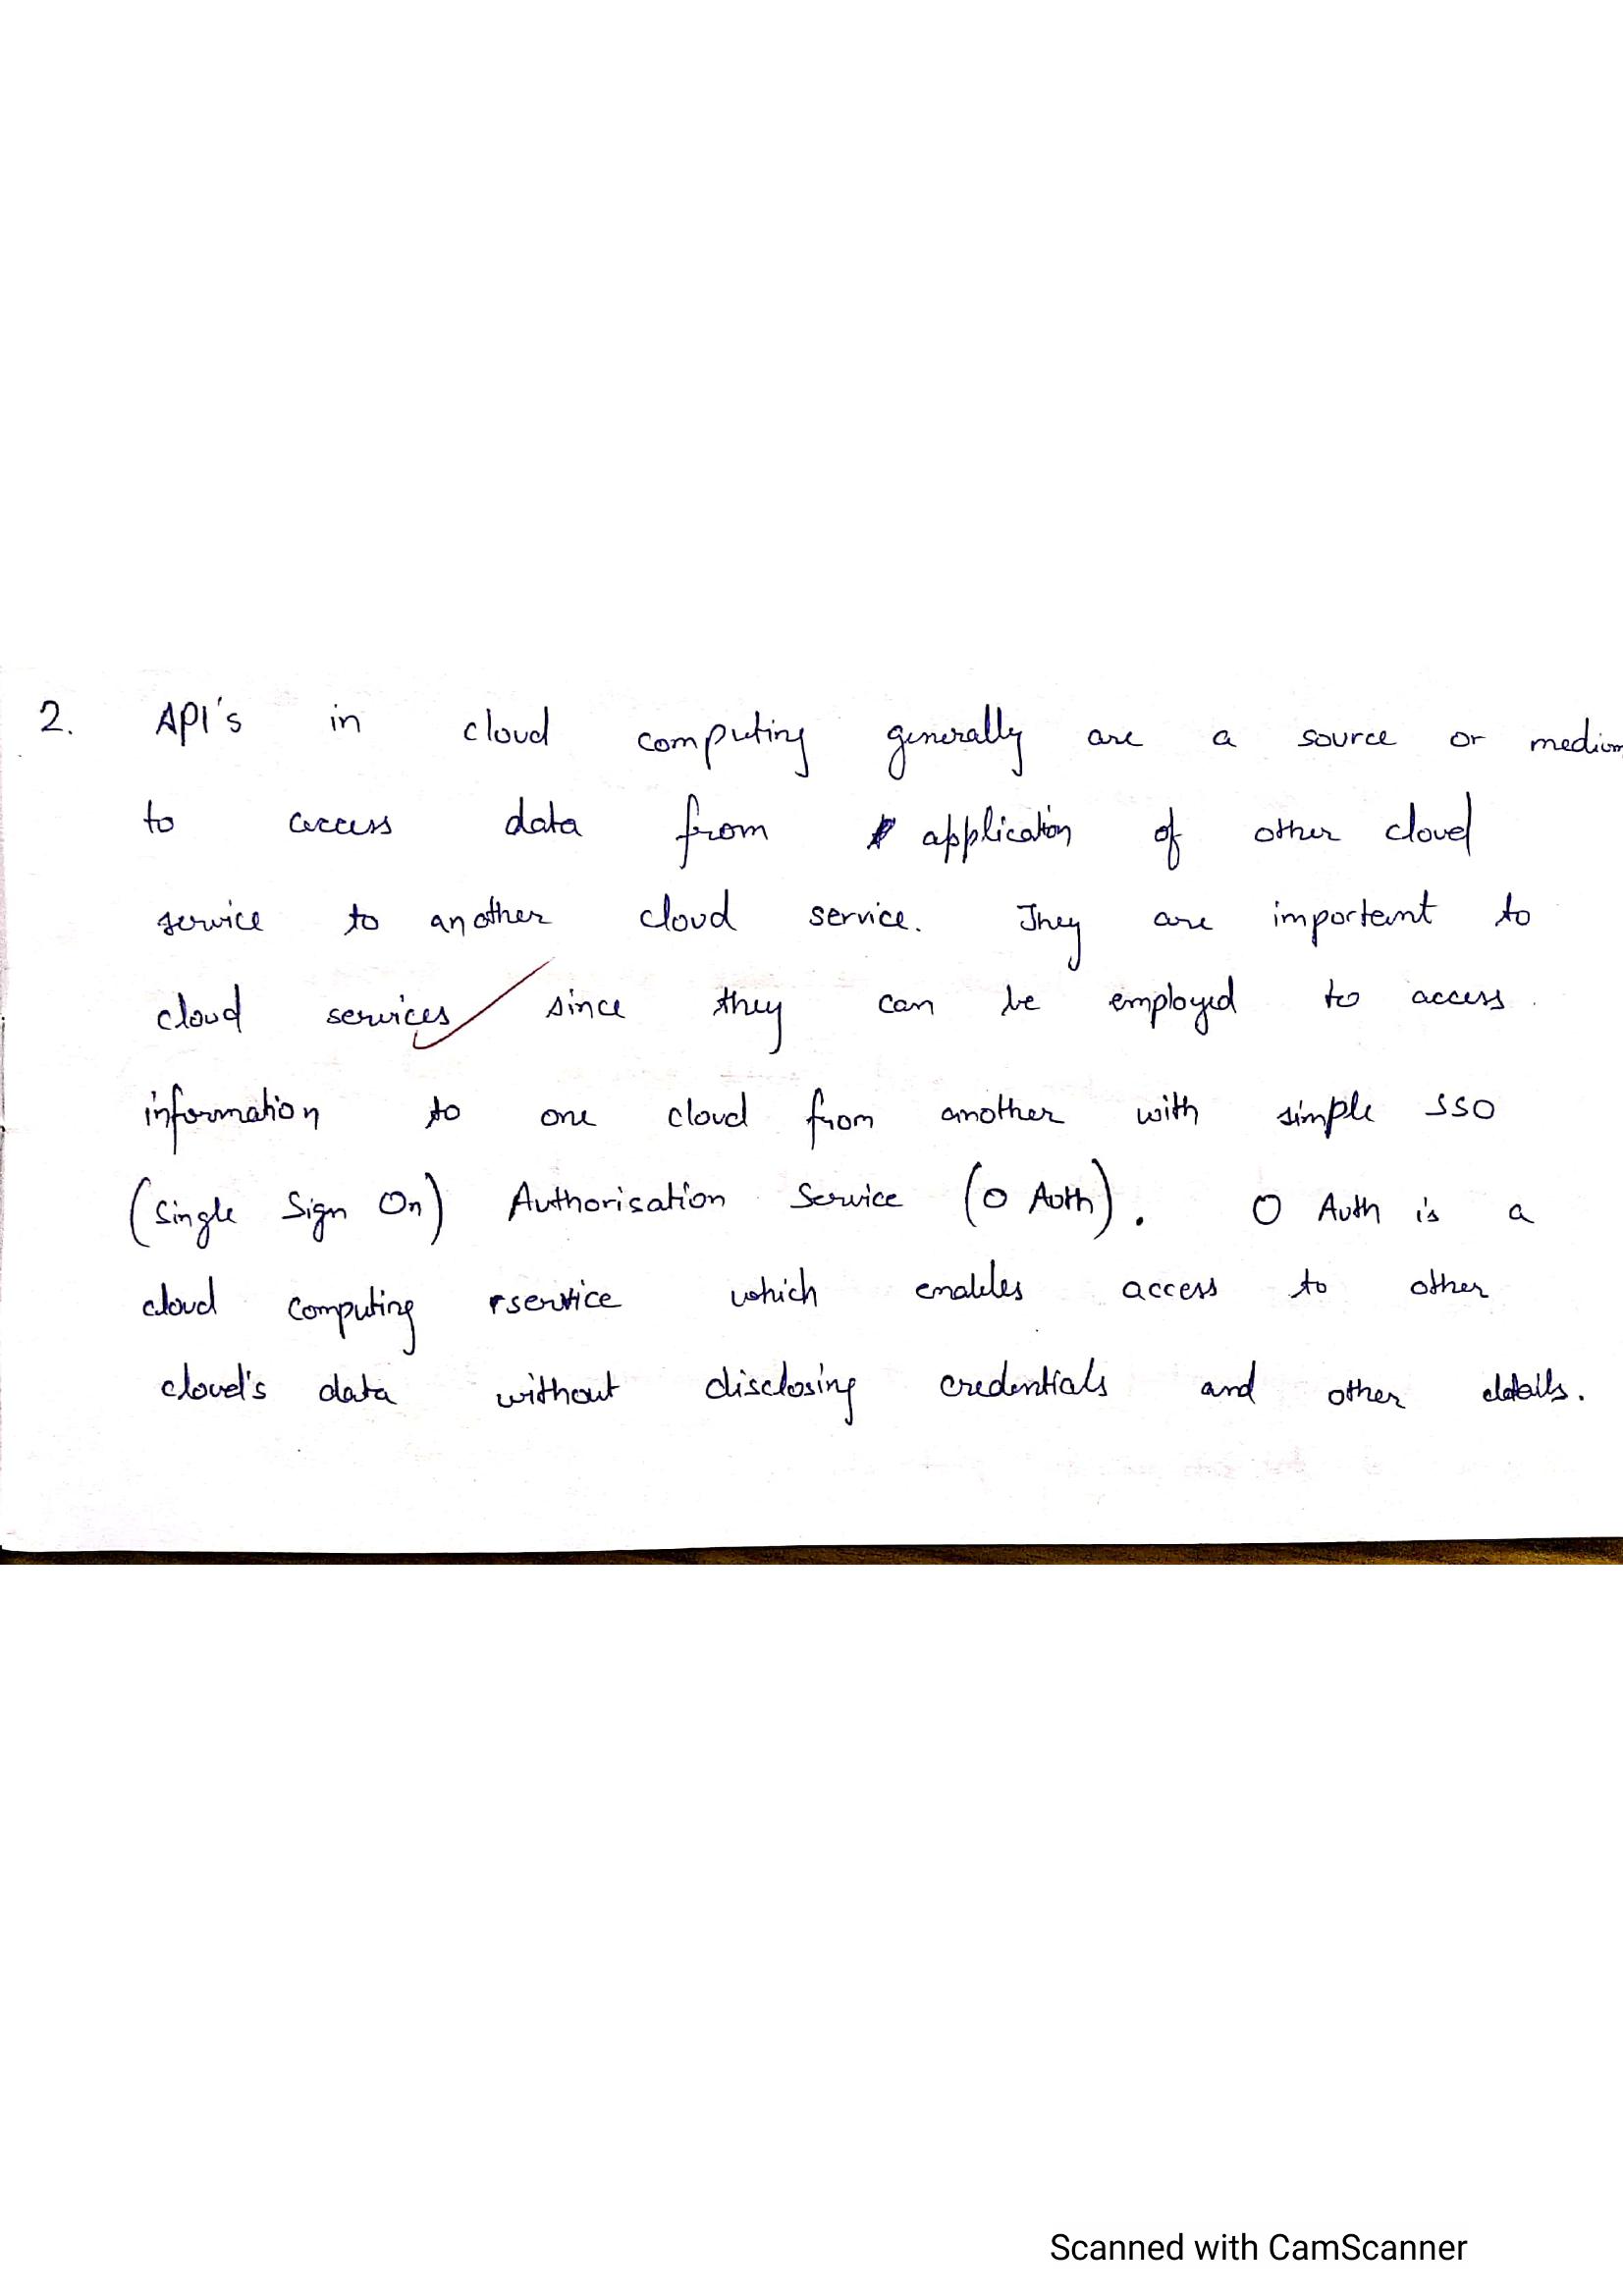 2. API's in cloud computing generally are a source or medium
to access data from application of other cloud
service to another cloud service. They are important to
cloud services since they can be employed to access
information to one cloud from another with simple SSO
(Single Sign On) Authorisation Service (O Auth). O Auth is a
cloud computing service which enables access to other
cloud's data without disclosing credentials and other details.
Scanned with CamScanner